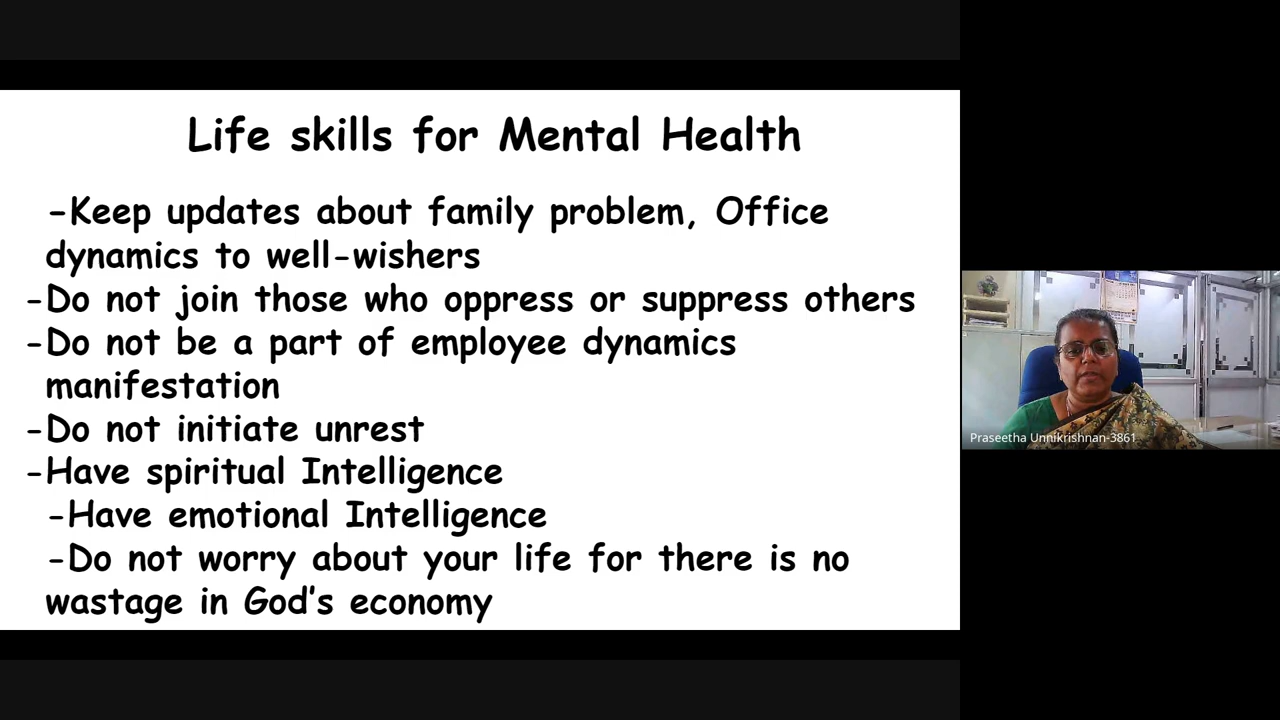 Life skills for Mental Health
-Keep updates about family problem, Office
dynamics to well-wishers
-Do not join those who oppress or suppress others
-Do not be a part of employee dynamics
manifestation
-Do not initiate unrest
-Have spiritual Intelligence
-Have emotional Intelligence
-Do not worry about your life for there is no
wastage in God's economy
Praseetha Unnikrishnan-3861